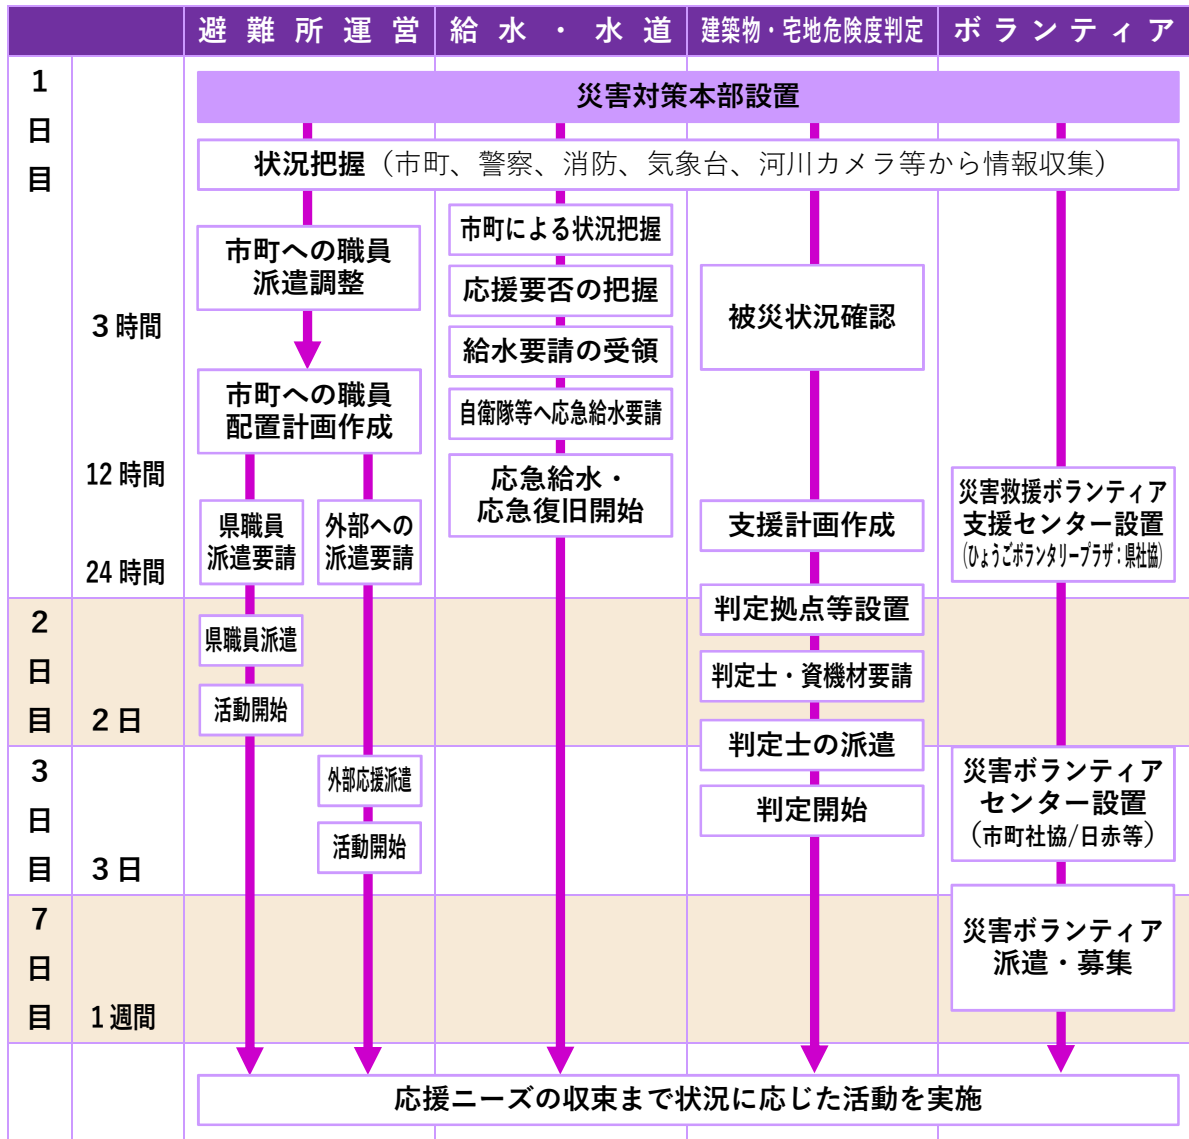 避難所運営
給水・水道
建築物・宅地危険度判定
ボランティア
1日目
災害対策本部設置
状況把握（市町、警察、消防、気象台、河川カメラ等から情報収集）
市町への職員
派遣調整
市町による状況把握
応援要否の把握
被災状況確認
3時間
給水要請の受領
市町への職員
配置計画作成
自衛隊等へ応急給水要請
12時間
応急給水・
応急復旧開始
災害救援ボランティア
支援センター設置
(ひょうごボランタリープラザ：県社協)
県職員
派遣要請
外部への
派遣要請
支援計画作成
24時間
2日目
判定拠点等設置
県職員派遣
判定士・資機材要請
活動開始
2日
判定士の派遣
3日目
外部応援派遣
判定開始
災害ボランティア
センター設置
（市町社協/日赤等）
活動開始
3日
7日目
災害ボランティア
派遣・募集
1週間
応援ニーズの収束まで状況に応じた活動を実施